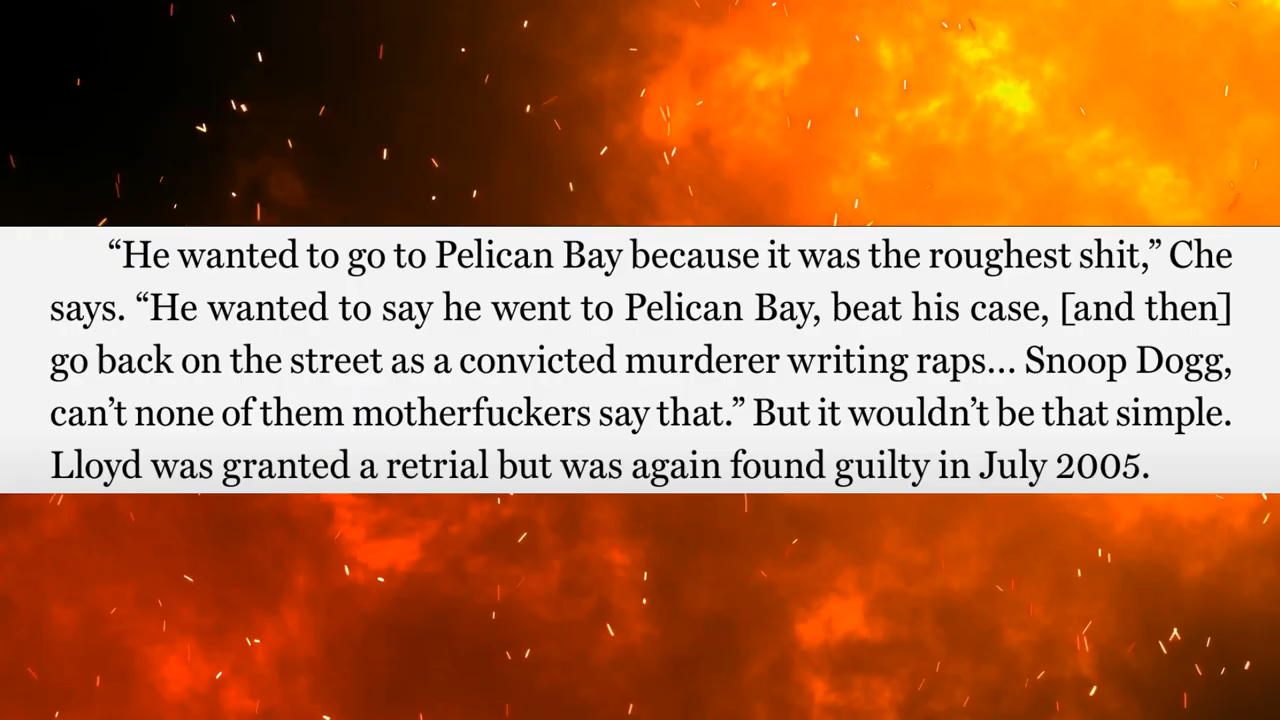 “He wanted to go to Pelican Bay because it was the roughest shit,” Che
says. “He wanted to say he went to Pelican Bay, beat his case, [and then]
go back on the street as a convicted murderer writing raps... Snoop Dogg,
can’t none of them motherfuckers say that.” But it wouldn’t be that simple.
Lloyd was granted a retrial but was again found guilty in July 2005.